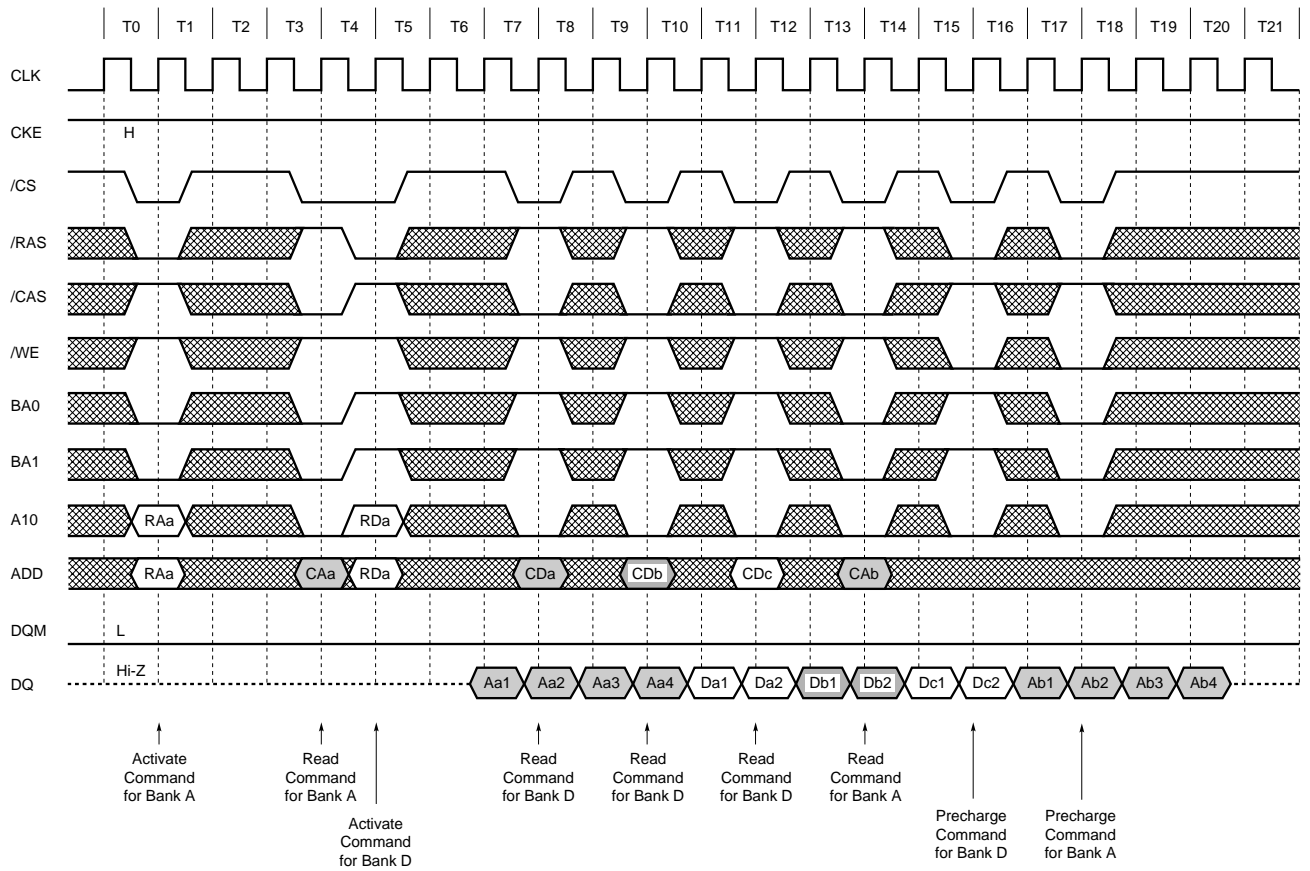 T0 T1 T2 T3 T4 T5 T6 T7 T8 T9 T10 T11 T12 T13 T14 T15 T16 T17 T18 T19 T20 T21
CLK
CKE H
/CS
/RAS
/CAS
/WE
BA0
BA1
A10 RAa RDa
ADD RAa CAa RDa CDa CDb CDc CAb
DQM L
Hi-Z
DQ Aa1 Aa2 Aa3 Aa4 Da1 Da2 Db1 Db2 Dc1 Dc2 Ab1 Ab2 Ab3 Ab4
Activate
Command
for Bank A
Read
Command
for Bank A
Activate
Command
for Bank D
Read
Command
for Bank D
Read
Command
for Bank D
Read
Command
for Bank D
Read
Command
for Bank A
Precharge
Command
for Bank D
Precharge
Command
for Bank A